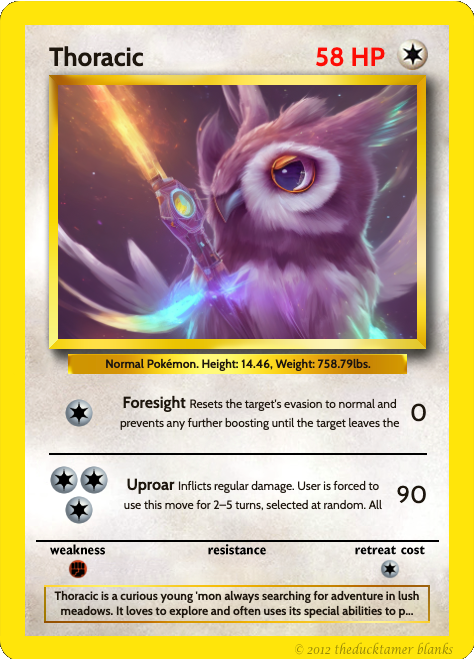 Thoracic 58 HP
Normal Pokémon. Height: 14.46, Weight: 758.79lbs.
Foresight Resets the target's evasion to normal and
prevents any further boosting until the target leaves the 0
Uproar Inflicts regular damage. User is forced to
use this move for 2–5 turns, selected at random. All 90
weakness resistance retreat cost
Thoracic is a curious young 'mon always searching for adventure in lush
meadows. It loves to explore and often uses its special abilities to p...
© 2012 theducktamer blanks